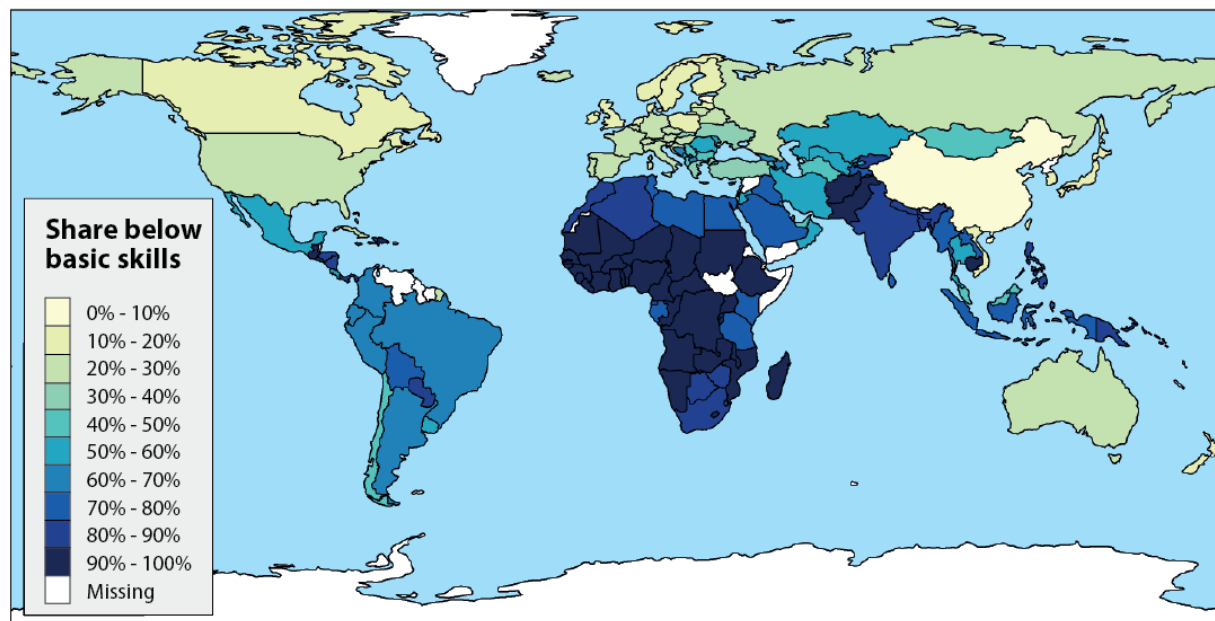 Share below
basic skills
0% - 10%
10% - 20%
20% - 30%
30% - 40%
40% - 50%
50% - 60%
60% - 70%
70% - 80%
80% - 90%
90% - 100%
Missing